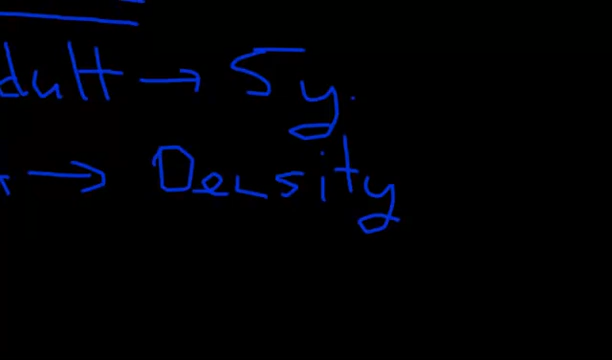 dult → 5 y.
→ Density